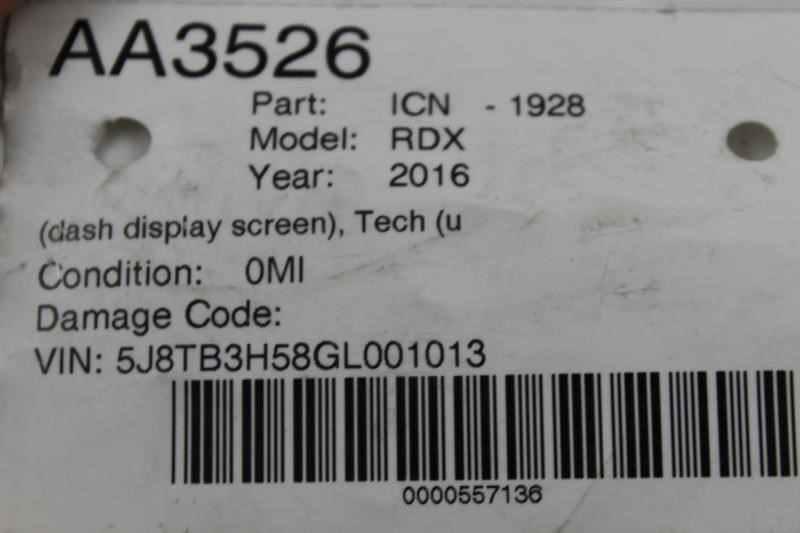 AA3526
Part: ICN - 1928
Model: RDX
Year: 2016
(dash display screen), Tech (u
Condition: 0MI
Damage Code:
VIN: 5J8TB3H58GL001013
0000557136